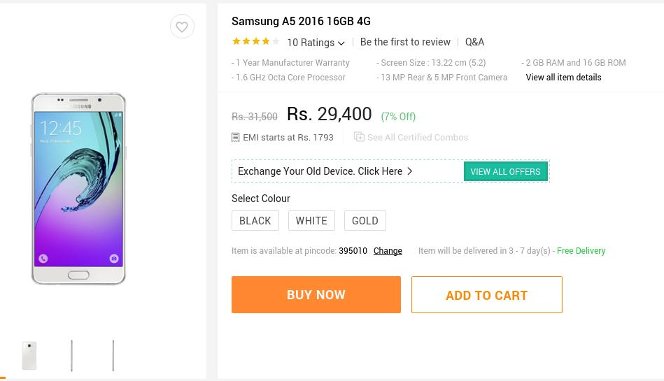 Samsung A5 2016 16GB 4G
10 Ratings
Be the first to review
Q&A
- 1 Year Manufacturer Warranty
- Screen Size : 13.22 cm (5.2)
- 2 GB RAM and 16 GB ROM
- 1.6 GHz Octa Core Processor
- 13 MP Rear & 5 MP Front Camera
View all item details
Rs. 31,500 Rs. 29,400 (7% Off)
EMI starts at Rs. 1793
See All Certified Combos
Exchange Your Old Device. Click Here
VIEW ALL OFFERS
Select Colour
BLACK
WHITE
GOLD
Item is available at pincode: 395010 Change
Item will be delivered in 3 - 7 day(s) - Free Delivery
BUY NOW
ADD TO CART
SAMSUNG
12:45